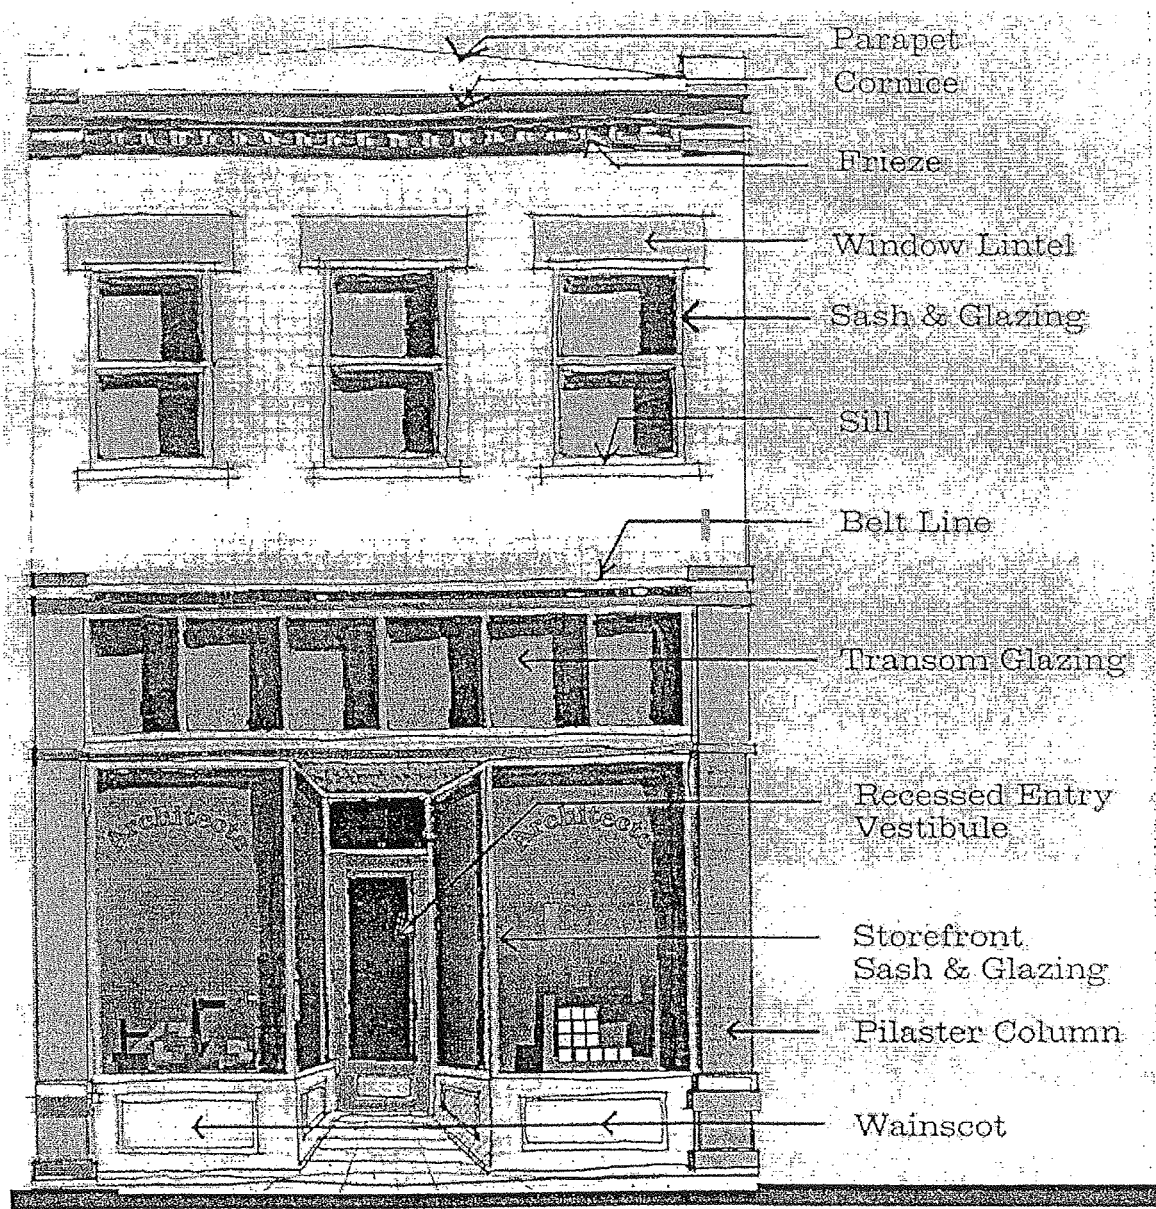 Parapet
Cornice
Frieze
Window Lintel
Sash & Glazing
Sill
Belt Line
Transom Glazing
Recessed Entry
Vestibule
Architects
Architects
Storefront
Sash & Glazing
Pilaster Column
Wainscot